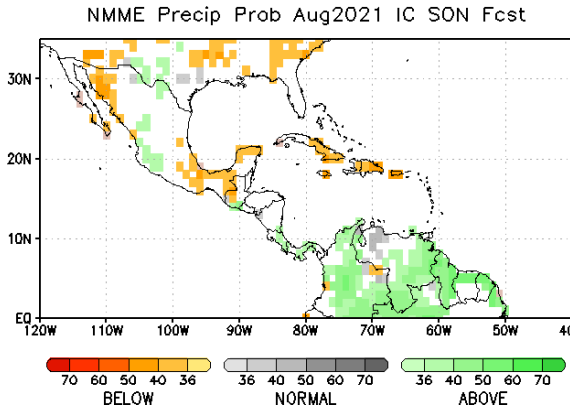 NMME Precip Prob Aug2021 IC SON Fcst
30N
20N
10N
EQ
120W 110W 100W 90W 80W 70W 60W 50W 40W
70 60 50 40 36 36 40 50 60 70 36 40 50 60 70
BELOW NORMAL ABOVE